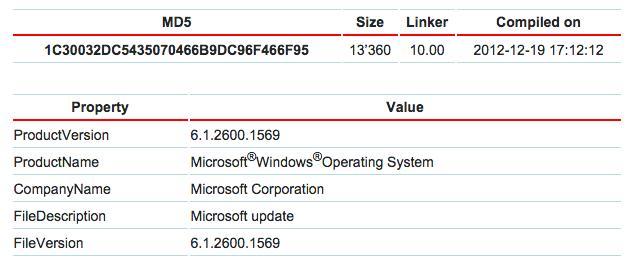 MD5 Size Linker Compiled on
1C30032DC5435070466B9DC96F466F95 13'360 10.00 2012-12-19 17:12:12
Property Value
ProductVersion 6.1.2600.1569
ProductName Microsoft®Windows®Operating System
CompanyName Microsoft Corporation
FileDescription Microsoft update
FileVersion 6.1.2600.1569